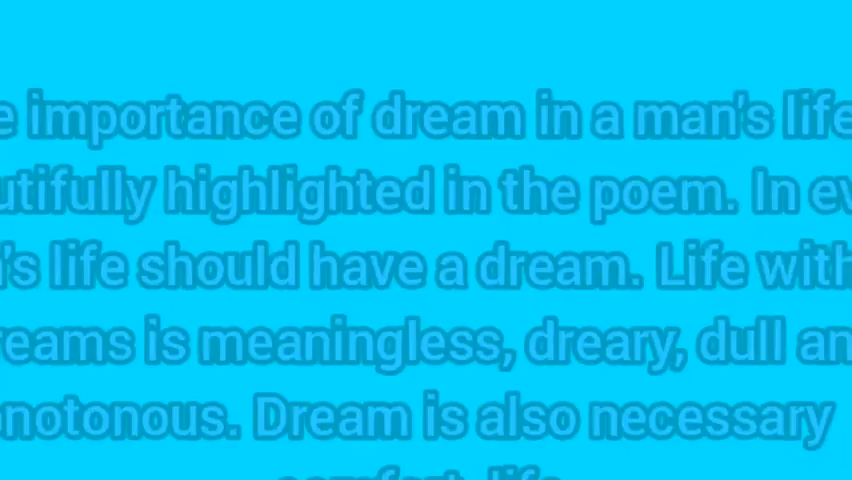 e importance of dream in a man's life
utifully highlighted in the poem. In ev
's life should have a dream. Life with
reams is meaningless, dreary, dull an
notonous. Dream is also necessary